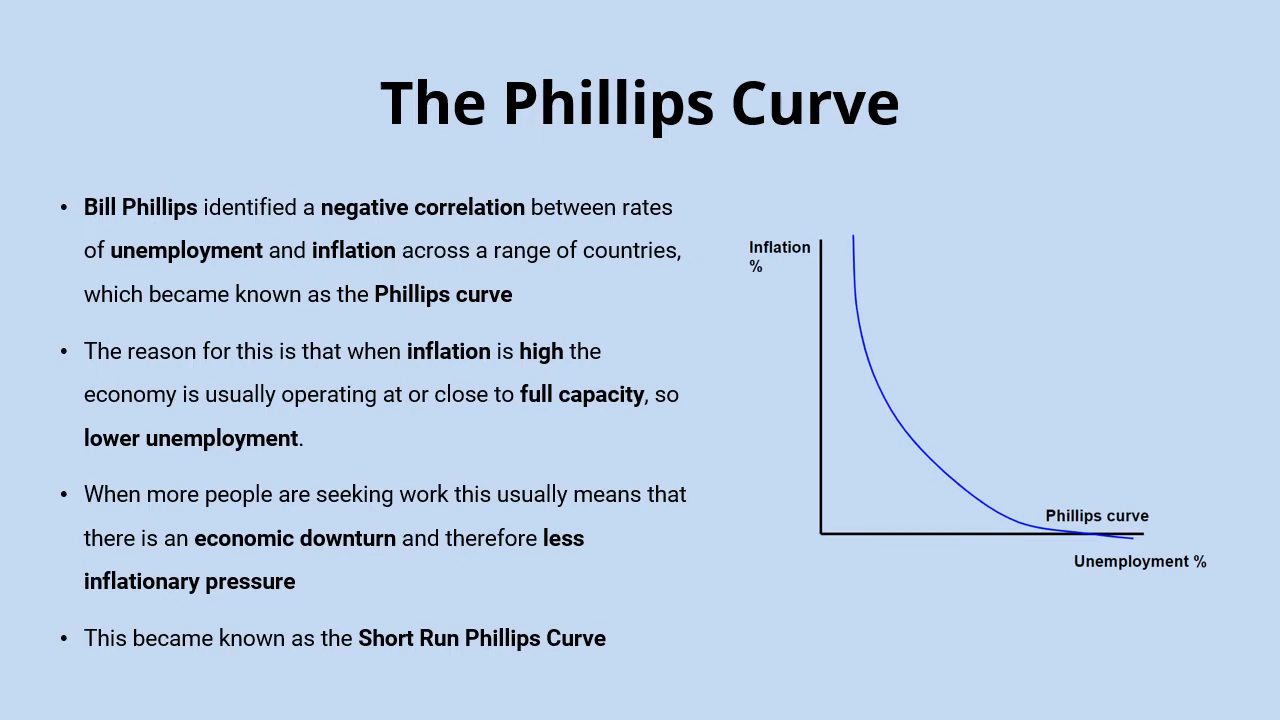 The Phillips Curve
• Bill Phillips identified a negative correlation between rates
of unemployment and inflation across a range of countries,
which became known as the Phillips curve
• The reason for this is that when inflation is high the
economy is usually operating at or close to full capacity, so
lower unemployment.
• When more people are seeking work this usually means that
there is an economic downturn and therefore less
inflationary pressure
• This became known as the Short Run Phillips Curve
Inflation
%
Phillips curve
Unemployment %